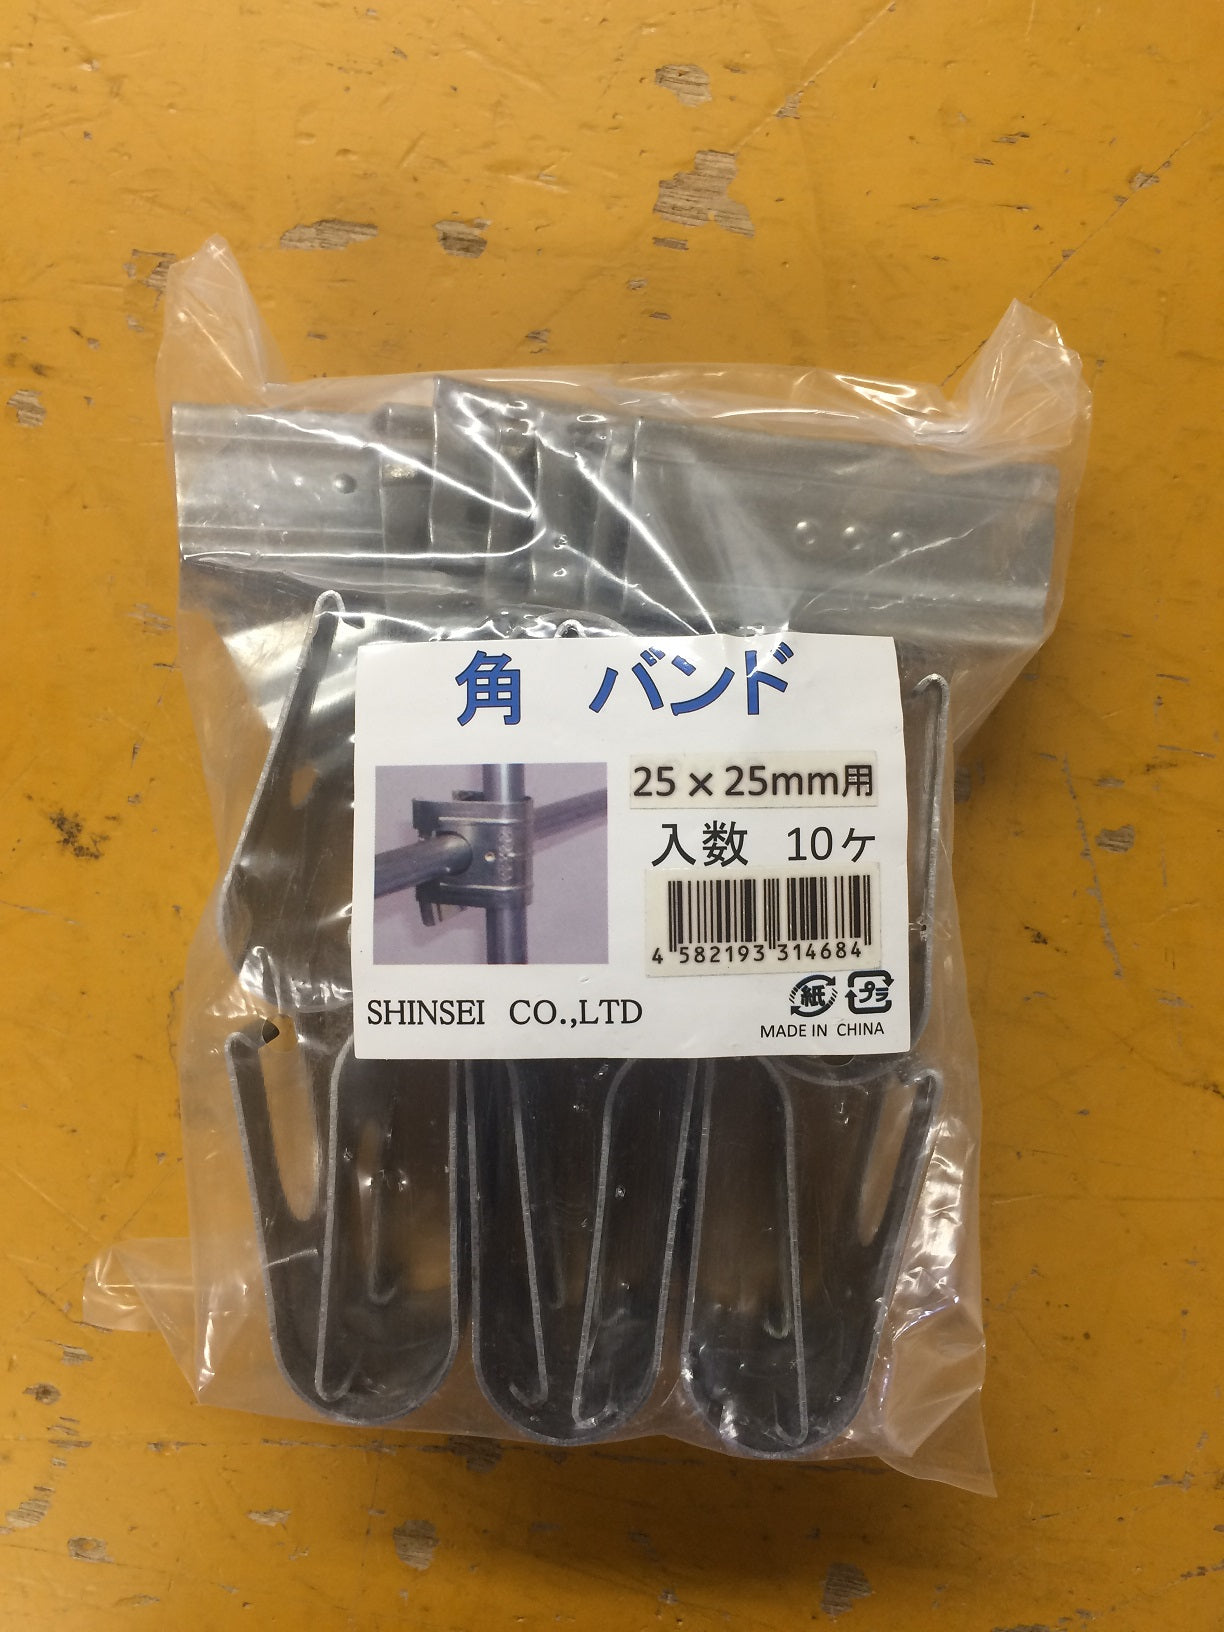 角 バンド
25×25mm用
入数 10ヶ
4 582193 314684
紙 プラ
SHINSEI CO.,LTD
MADE IN CHINA